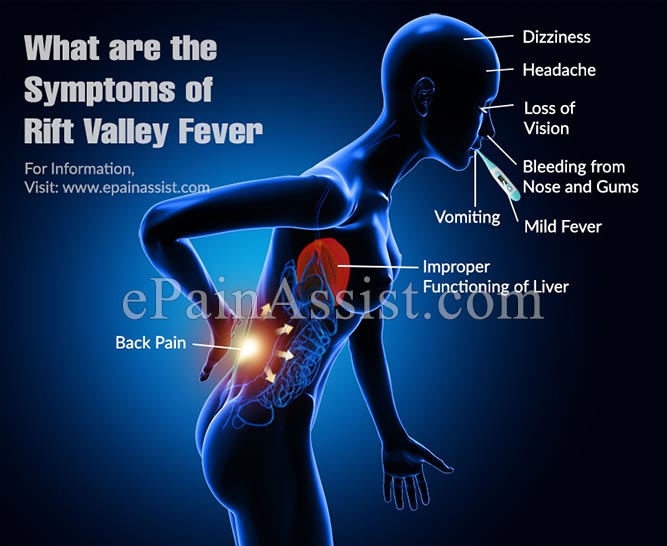 What are the
Symptoms of
Rift Valley Fever
For Information,
Visit: www.epainassist.com
Dizziness
Headache
Loss of
Vision
Bleeding from
Nose and Gums
Vomiting
Mild Fever
Improper
Functioning of Liver
ePainAssist.com
Back Pain